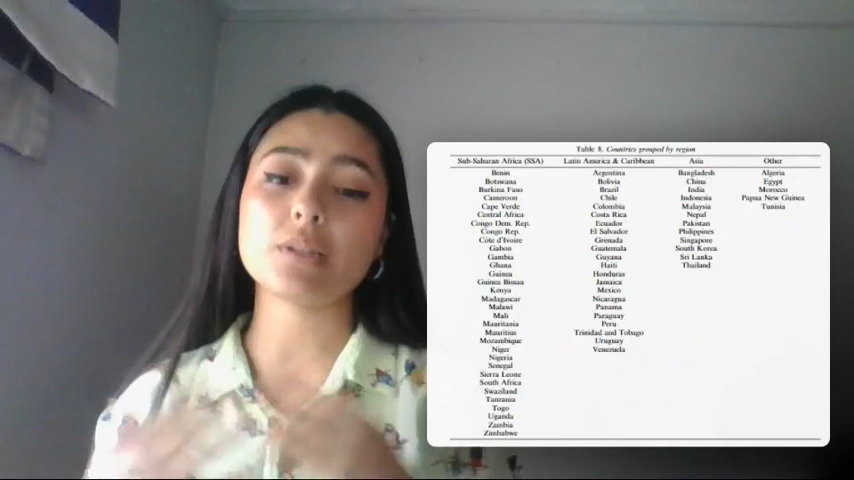 Table 8. Countries grouped by region
Sub-Saharan Africa (SSA) Latin America & Caribbean Asia Other
Benin Argentina Bangladesh Algeria
Botswana Bolivia China Egypt
Burkina Faso Brazil India Morocco
Cameroon Chile Indonesia Papua New Guinea
Cape Verde Colombia Malaysia Tunisia
Central Africa Costa Rica Nepal
Congo Dem. Rep. Ecuador Pakistan
Congo Rep. El Salvador Philippines
Côte d'Ivoire Grenada Singapore
Gabon Guatemala South Korea
Gambia Guyana Sri Lanka
Ghana Haiti Thailand
Guinea Honduras
Guinea Bissau Jamaica
Kenya Mexico
Madagascar Nicaragua
Malawi Panama
Mali Paraguay
Mauritania Peru
Mauritius Trinidad and Tobago
Mozambique Uruguay
Niger Venezuela
Nigeria
Senegal
Sierra Leone
South Africa
Swaziland
Tanzania
Togo
Uganda
Zambia
Zimbabwe